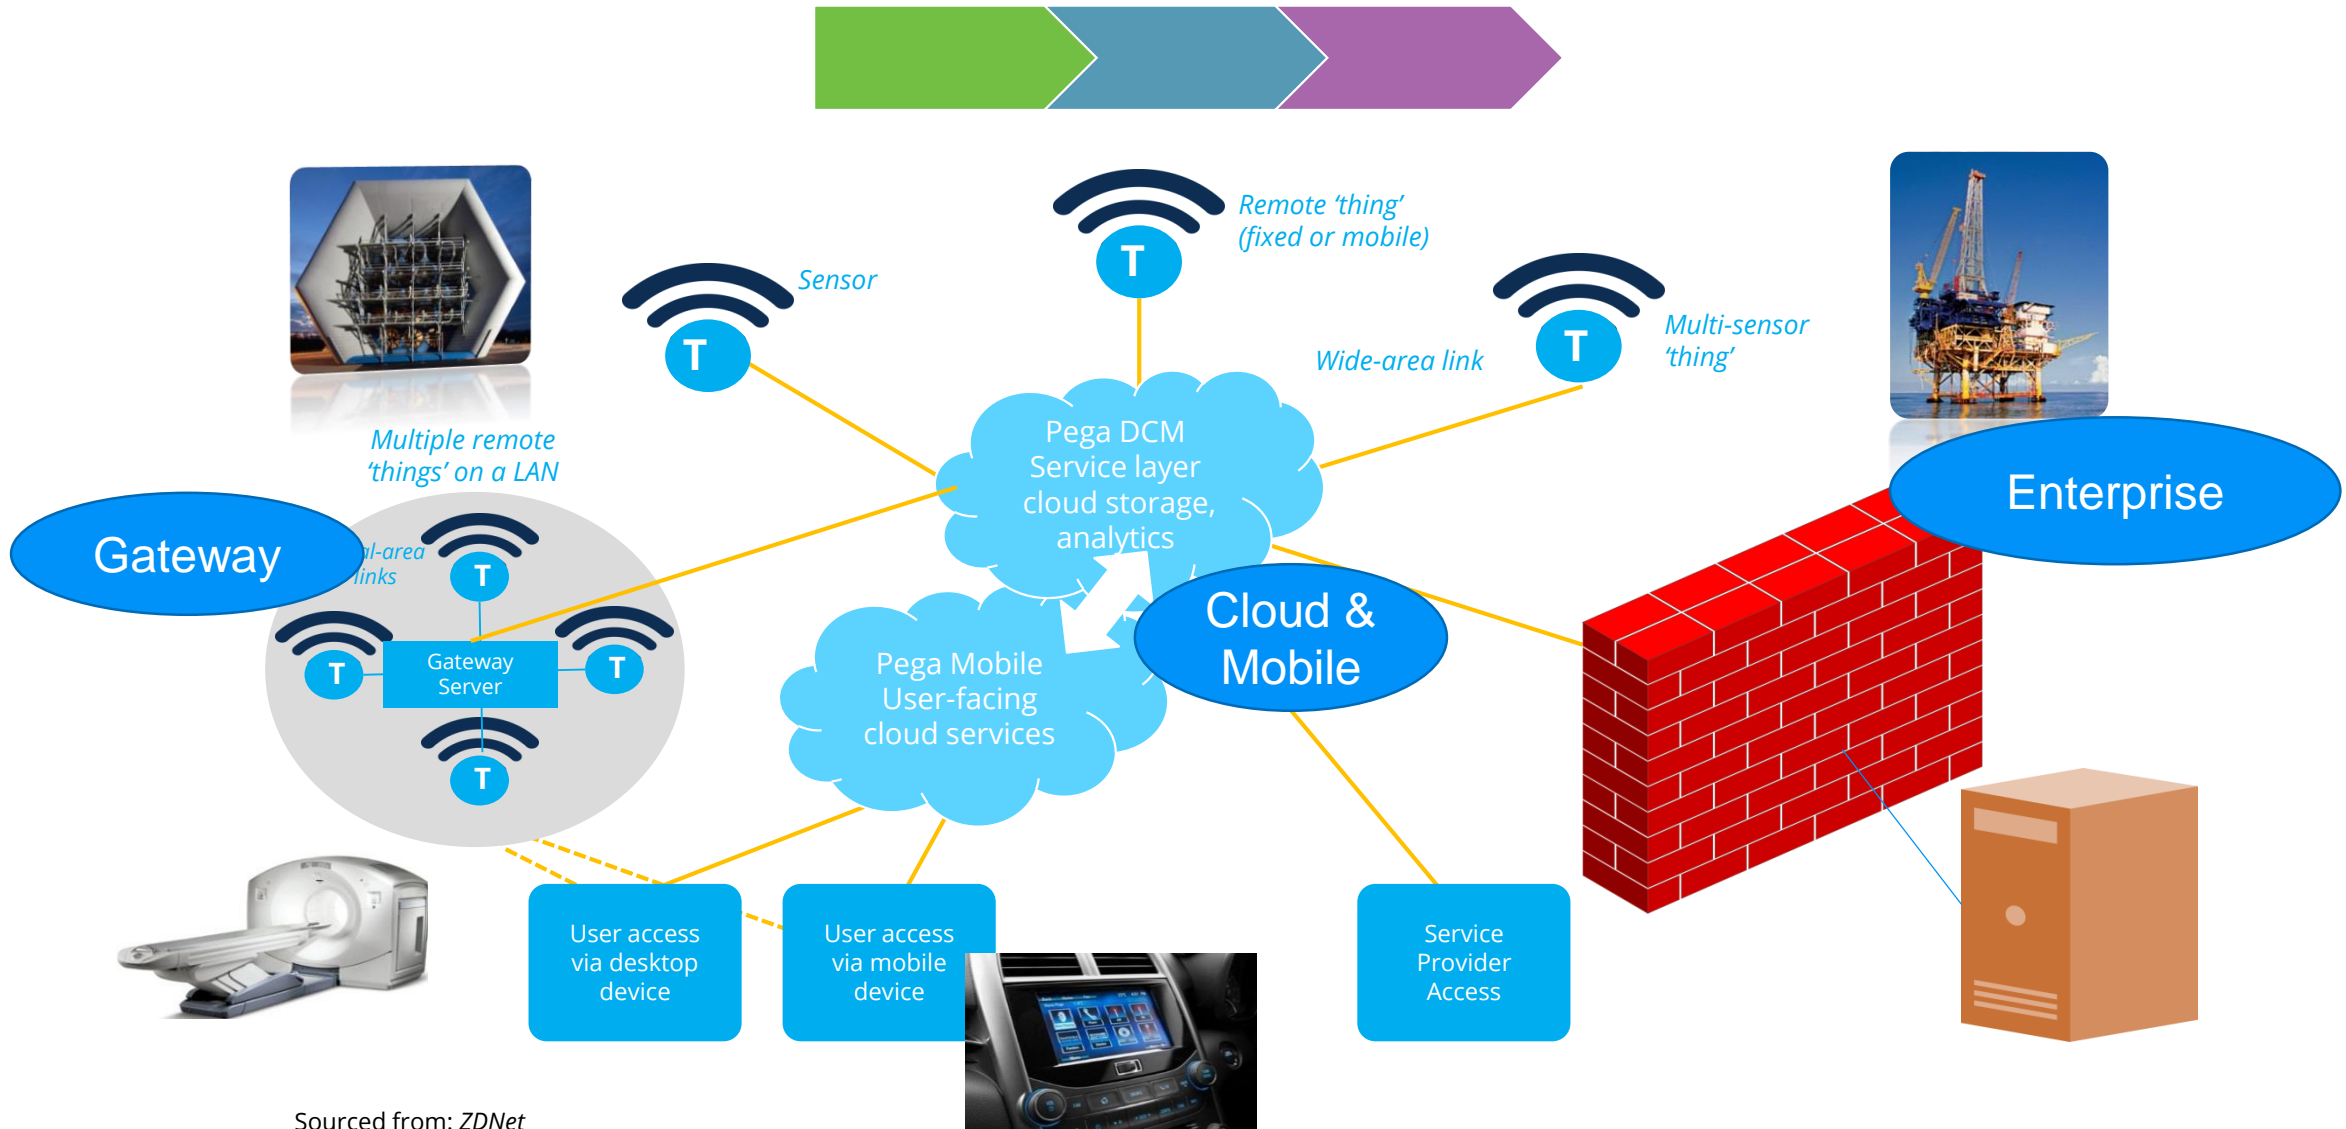 Remote ‘thing’
(fixed or mobile)
T
Sensor
T
Multi-sensor
‘thing’
T
Wide-area link
Multiple remote
‘things’ on a LAN
Pega DCM
Service layer
cloud storage,
analytics
Enterprise
Gateway
al-area
links
T
T
Gateway
Server
T
T
Cloud &
Mobile
Pega Mobile
User-facing
cloud services
User access
via desktop
device
User access
via mobile
device
Service
Provider
Access
Sourced from: ZDNet